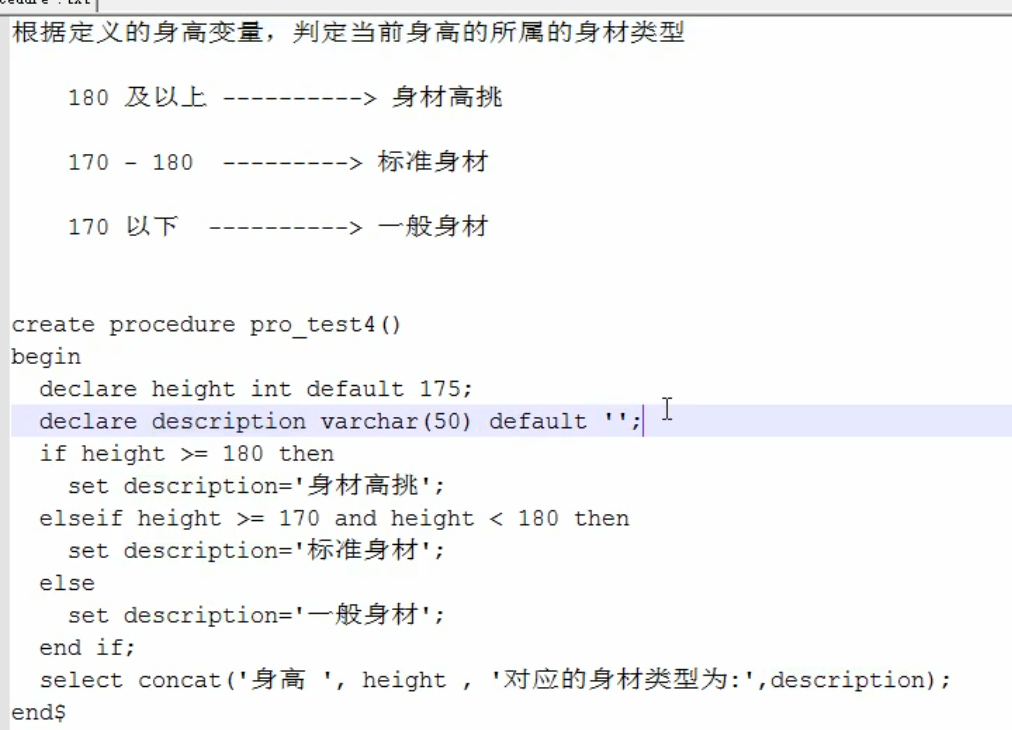 根据定义的身高变量，判定当前身高的所属的身材类型
180 及以上 ----------> 身材高挑
170 - 180 ---------> 标准身材
170 以下 ----------> 一般身材
create procedure pro_test4()
begin
declare height int default 175;
declare description varchar(50) default '';
if height >= 180 then
set description='身材高挑';
elseif height >= 170 and height < 180 then
set description='标准身材';
else
set description='一般身材';
end if;
select concat('身高 ', height , '对应的身材类型为:',description);
end$